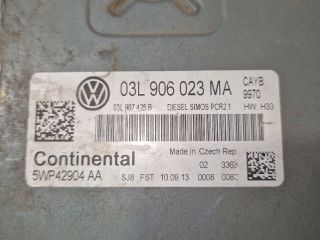 03L 906 023 MA
CAYB
9970
03L 907 425 B
DIESEL SIMOS PCR2.1
HW: H33
Continental
Made in Czech Rep.
02 3363
5WP42904 AA
SJ8 FST 10.09.13 0008 0080